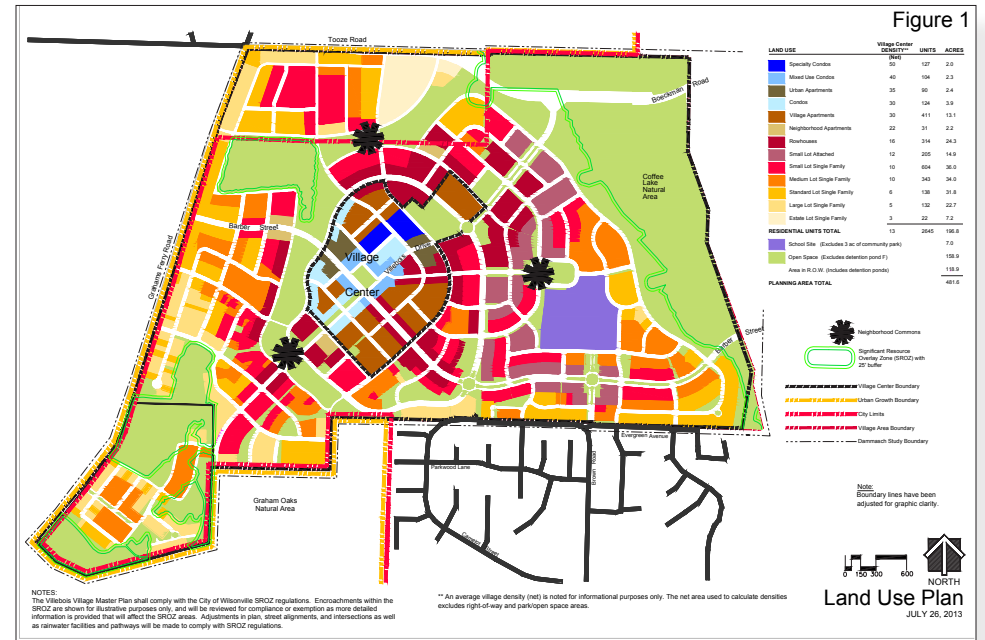 Figure 1
Tooze Road
Boeckman Road
Grahams Ferry Road
Barber Street
Coffee
Lake
Natural
Area
Village
Center
Villebois Drive
Barber Street
Evergreen Avenue
Parkwood Lane
Brown Road
Graham Oaks
Natural Area
LAND USE
Village Center
DENSITY** UNITS ACRES
(Net)
Specialty Condos 50 127 2.0
Mixed Use Condos 40 104 2.3
Urban Apartments 35 90 2.4
Condos 30 124 3.9
Village Apartments 30 411 13.1
Neighborhood Apartments 22 31 2.2
Rowhouses 16 314 24.3
Small Lot Attached 12 205 14.9
Small Lot Single Family 10 604 36.0
Medium Lot Single Family 10 343 34.0
Standard Lot Single Family 6 136 31.8
Large Lot Single Family 5 132 22.7
Estate Lot Single Family 3 22 7.2
RESIDENTIAL UNITS TOTAL 13 2645 196.8
School Site (Excludes 3 ac of community park) 7.0
Open Space (Excludes detention pond F) 158.9
Area in R.O.W. (Includes detention ponds) 118.9
PLANNING AREA TOTAL 481.6
Neighborhood Commons
Significant Resource
Overlay Zone (SROZ) with
25' buffer
Village Center Boundary
Urban Growth Boundary
City Limits
Village Area Boundary
Dammasch Study Boundary
Note:
Boundary lines have been
adjusted for graphic clarity.
0 150 300 600
NORTH
Land Use Plan
JULY 26, 2013
NOTES:
The Villebois Village Master Plan shall comply with the City of Wilsonville SROZ regulations. Encroachments within the
SROZ are shown for illustrative purposes only, and will be reviewed for compliance or exemption as more detailed
information is provided that will affect the SROZ areas. Adjustments in plan, street alignments, and intersections as well
as rainwater facilities and pathways will be made to comply with SROZ regulations.
** An average village density (net) is noted for informational purposes only. The net area used to calculate densities
excludes right-of-way and park/open space areas.